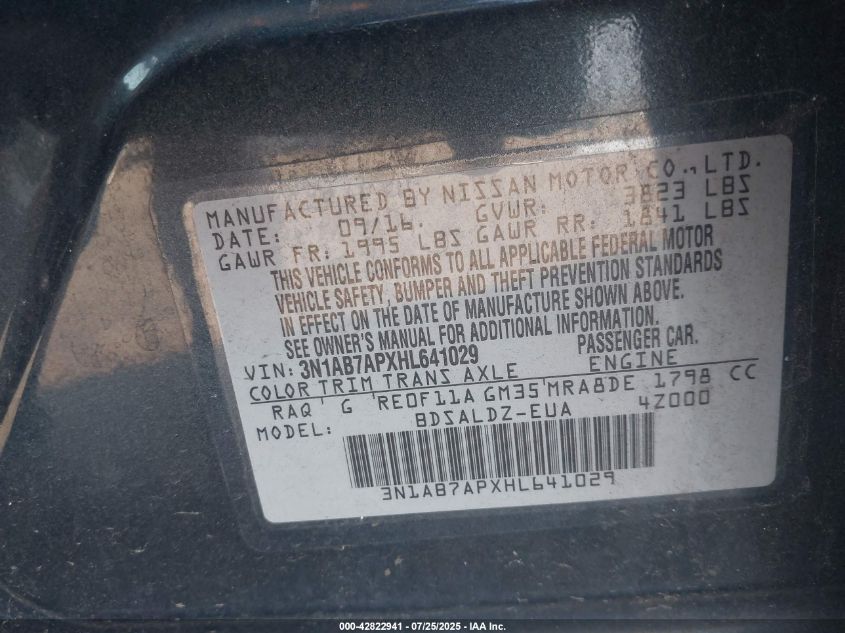 MANUFACTURED BY NISSAN MOTOR CO., LTD.
DATE: 09/16. GVWR: 3823 LBS
GAWR FR: 1995 LBS GAWR RR: 1841 LBS
THIS VEHICLE CONFORMS TO ALL APPLICABLE FEDERAL MOTOR
VEHICLE SAFETY, BUMPER AND THEFT PREVENTION STANDARDS
IN EFFECT ON THE DATE OF MANUFACTURE SHOWN ABOVE.
SEE OWNER'S MANUAL FOR ADDITIONAL INFORMATION.
VIN: 3N1AB7APXHL641029 PASSENGER CAR.
COLOR TRIM TRANS AXLE ENGINE
RAQ' G 'RE0F11A GM35'MRA8DE 1798 CC
MODEL: BDSALDZ-EUA 4Z000
3N1AB7APXHL641029
000-42822941 - 07/25/2025 - IAA Inc.